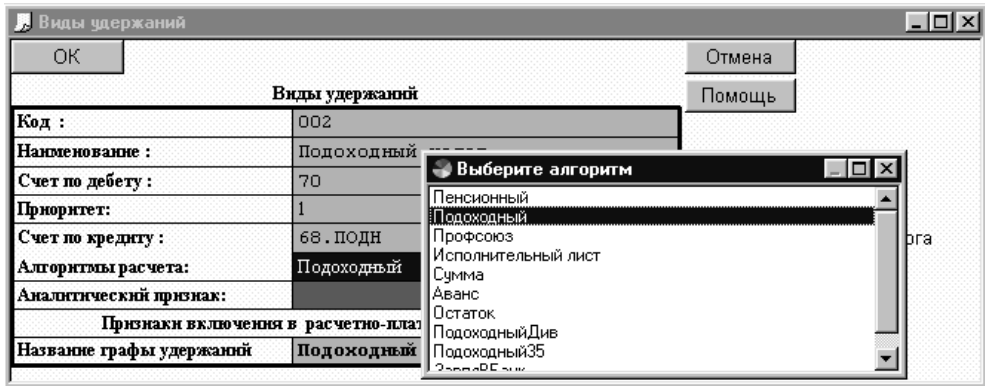 Виды удержаний
ОК
Отмена
Виды удержаний
Помощь
Код : 002
Наименование : Подоходный
Счет по дебету : 70
Приоритет: 1
Счет по кредиту : 68.ПОДН
Алгоритмы расчета: Подоходный
Аналитический признак:
Признаки включения в расчетно-плат
Название графы удержаний Подоходный
Выберите алгоритм
Пенсионный
Подоходный
Профсоюз
Исполнительный лист
Сумма
Аванс
Остаток
ПодоходныйДив
Подоходный35
ога